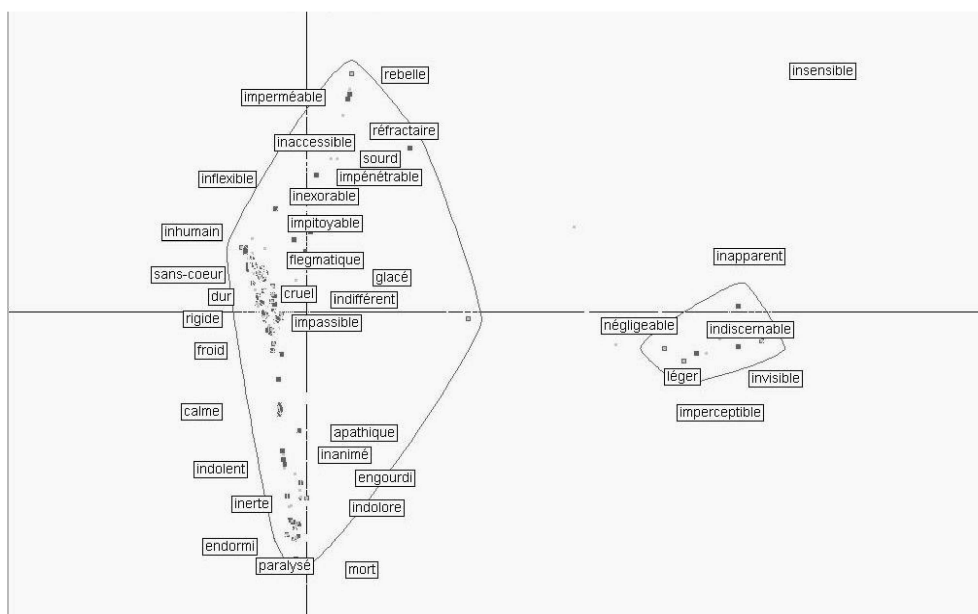 insensible
rebelle
imperméable
réfractaire
inaccessible
sourd
impénétrable
inflexible
inexorable
impitoyable
inhumain
inapparent
flegmatique
sans-coeur
glacé
cruel
dur
indifférent
rigide
impassible
négligeable
indiscernable
froid
léger
invisible
calme
imperceptible
apathique
inanimé
indolent
engourdi
inerte
indolore
endormi
paralysé
mort